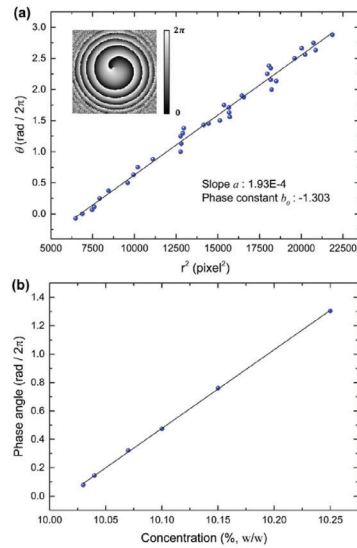 (a)
2π
0
3.0
2.5
2.0
1.5
1.0
0.5
0.0
θ (rad / 2π)
Slope a : 1.93E-4
Phase constant b₀ : -1.303
5000 7500 10000 12500 15000 17500 20000 22500
r² (pixel²)
(b)
1.4
1.2
1.0
0.8
0.6
0.4
0.2
0.0
Phase angle (rad / 2π)
10.00 10.05 10.10 10.15 10.20 10.25
Concentration (%, w/w)